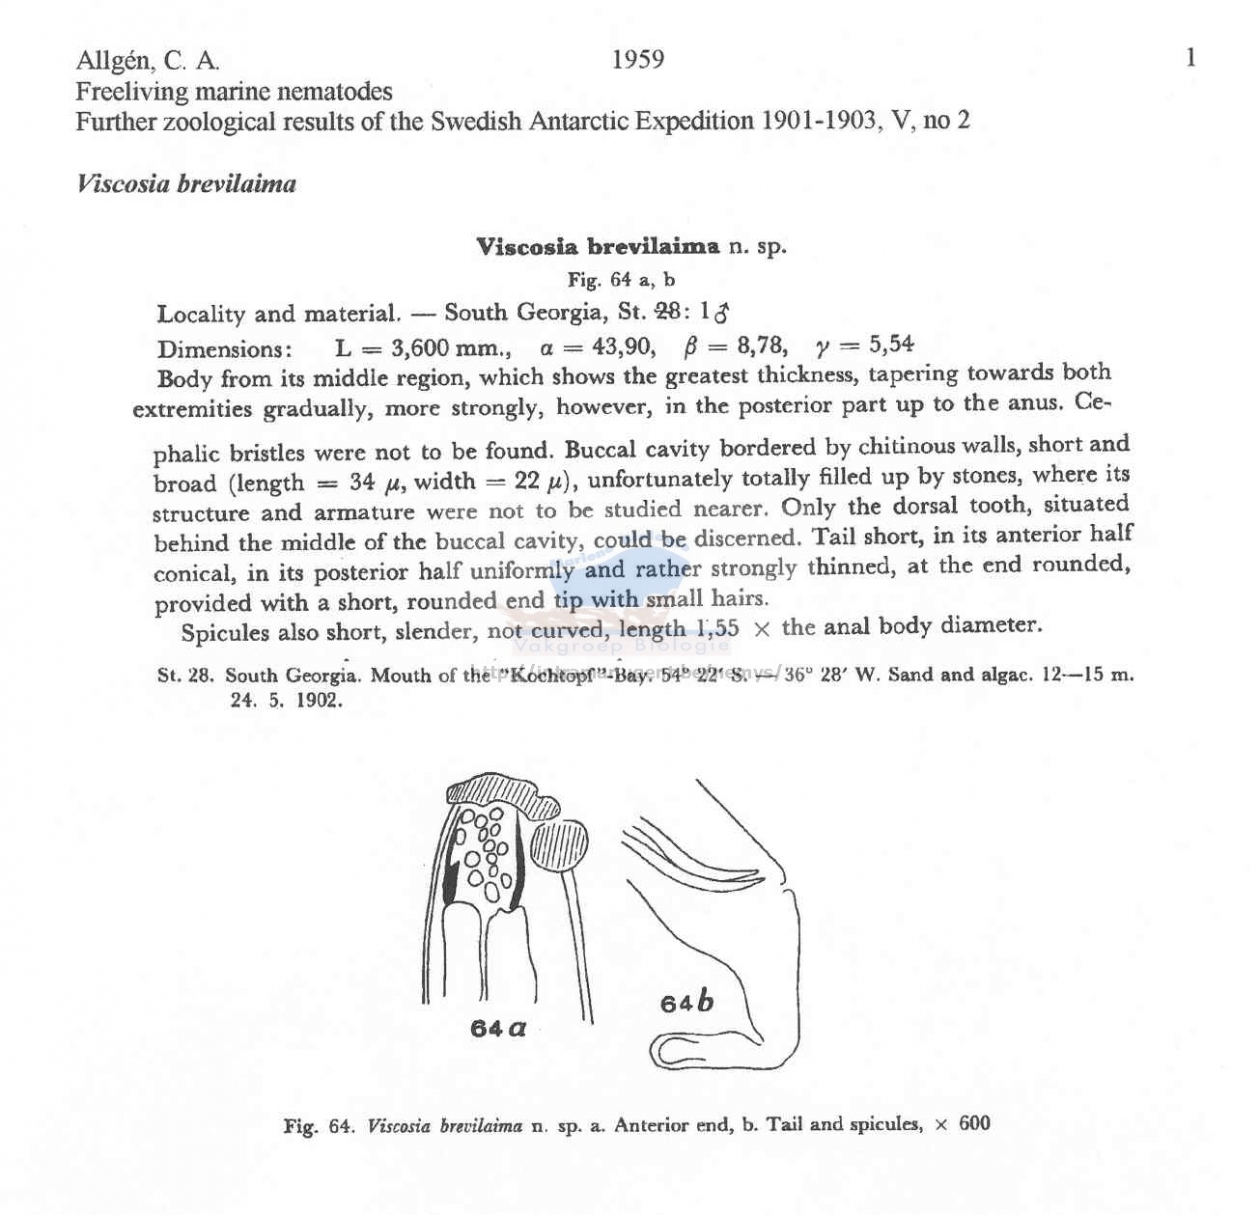 Allgén, C. A. 1959 1
Freeliving marine nematodes
Further zoological results of the Swedish Antarctic Expedition 1901-1903, V, no 2
Viscosia brevilaima
Viscosia brevilaima n. sp.
Fig. 64 a, b
Locality and material. — South Georgia, St. 28: 1♂
Dimensions: L = 3,600 mm., α = 43,90, β = 8,78, γ = 5,54
Body from its middle region, which shows the greatest thickness, tapering towards both
extremities gradually, more strongly, however, in the posterior part up to the anus. Ce-
phalic bristles were not to be found. Buccal cavity bordered by chitinous walls, short and
broad (length = 34 μ, width = 22 μ), unfortunately totally filled up by stones, where its
structure and armature were not to be studied nearer. Only the dorsal tooth, situated
behind the middle of the buccal cavity, could be discerned. Tail short, in its anterior half
conical, in its posterior half uniformly and rather strongly thinned, at the end rounded,
provided with a short, rounded end tip with small hairs.
Spicules also short, slender, not curved, length 1,55 × the anal body diameter.
Vakgroep Biologie
St. 28. South Georgia. Mouth of the "Kochtopf"-Bay. 54° 22′ S. — 36° 28′ W. Sand and algac. 12—15 m.
24. 5. 1902.
64 a
64 b
Fig. 64. Viscosia brevilaima n. sp. a. Anterior end, b. Tail and spicules, × 600